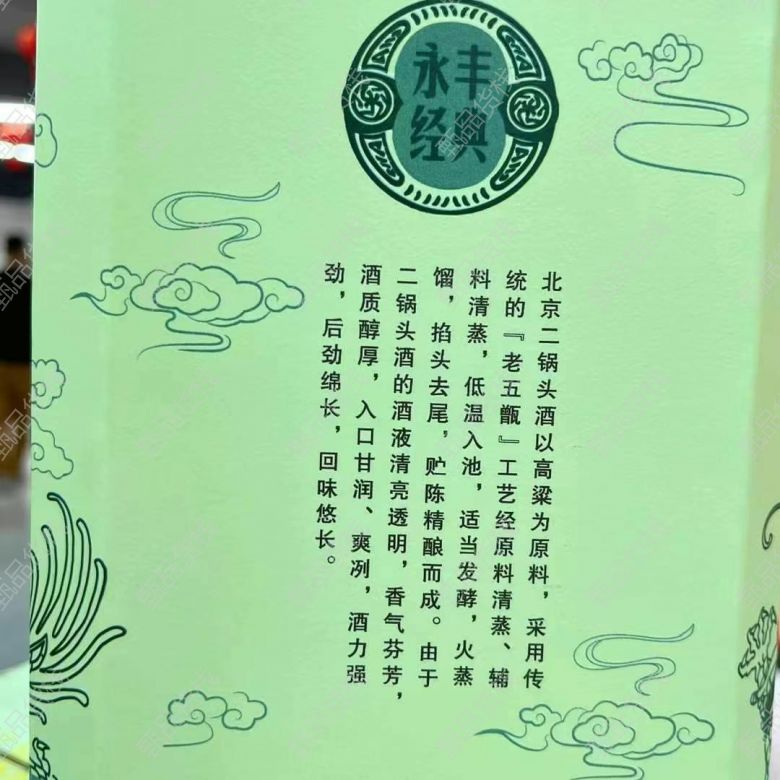 永丰
经典
北京二锅头酒以高粱为原料，采用传
统的『老五甑』工艺经原料清蒸、辅
料清蒸，低温入池，适当发酵，火蒸
馏，掐头去尾，贮陈精酿而成。由于
二锅头酒的酒液清亮透明，香气芬芳，
酒质醇厚，入口甘润、爽冽，酒力强
劲，后劲绵长，回味悠长。
甄品货栈